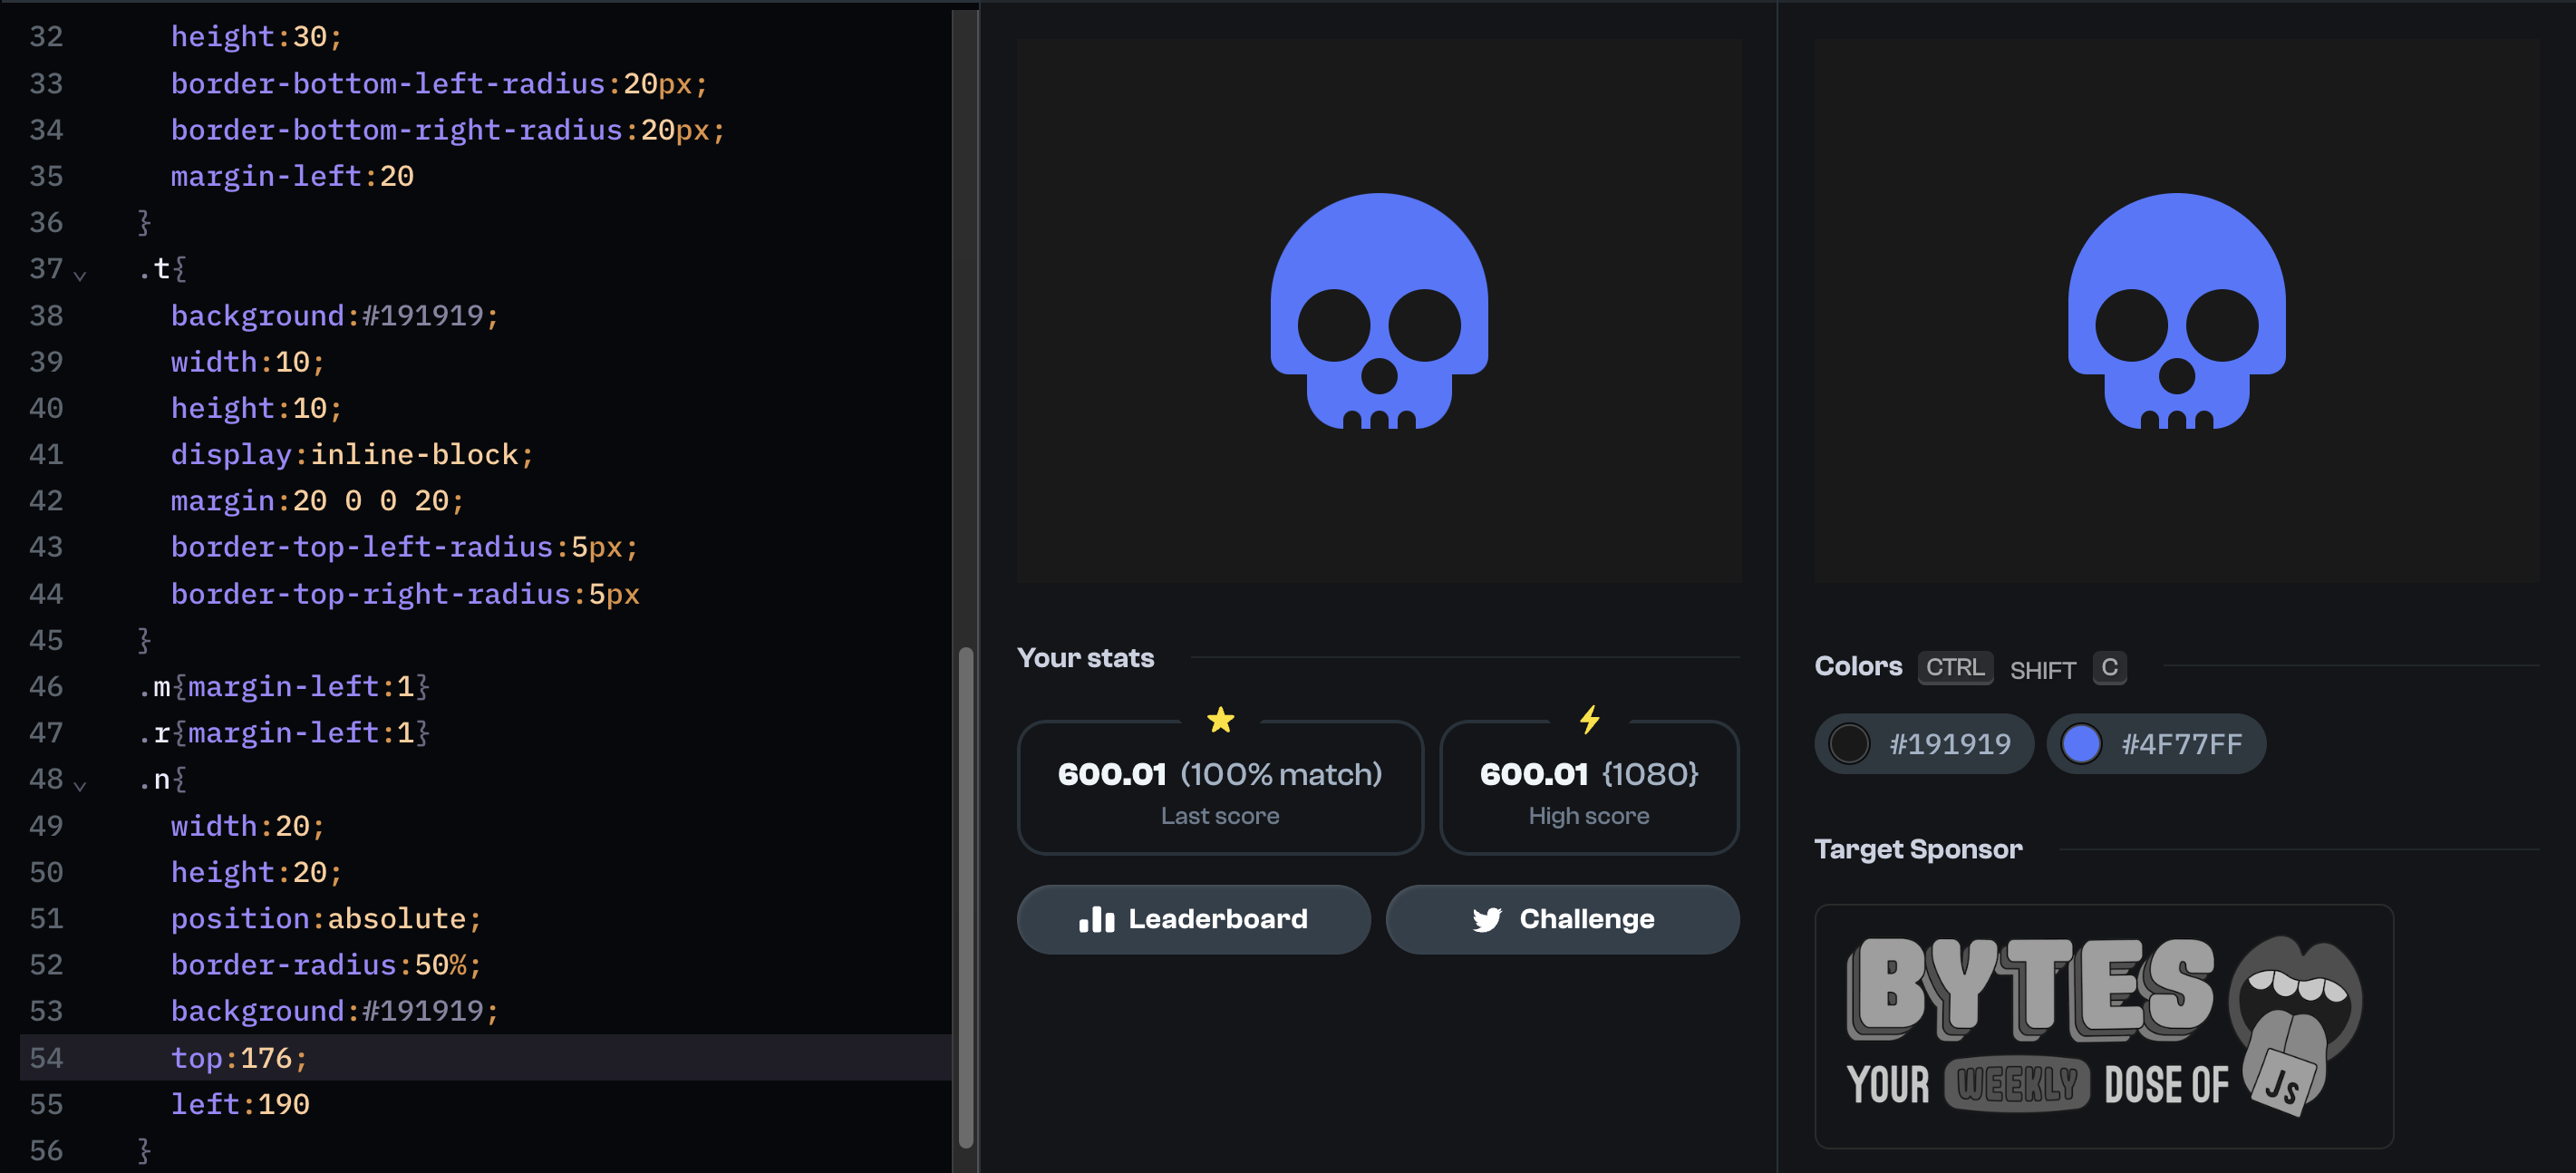 32 height:30;
33 border-bottom-left-radius:20px;
34 border-bottom-right-radius:20px;
35 margin-left:20
36 }
37 .t{
38 background:#191919;
39 width:10;
40 height:10;
41 display:inline-block;
42 margin:20 0 0 20;
43 border-top-left-radius:5px;
44 border-top-right-radius:5px
45 }
46 .m{margin-left:1}
47 .r{margin-left:1}
48 .n{
49 width:20;
50 height:20;
51 position:absolute;
52 border-radius:50%;
53 background:#191919;
54 top:176;
55 left:190
56 }
Your stats
600.01 (100% match)
Last score
600.01 {1080}
High score
Leaderboard
Challenge
Colors CTRL SHIFT C
#191919
#4F77FF
Target Sponsor
BYTES
YOUR WEEKLY DOSE OF
JS